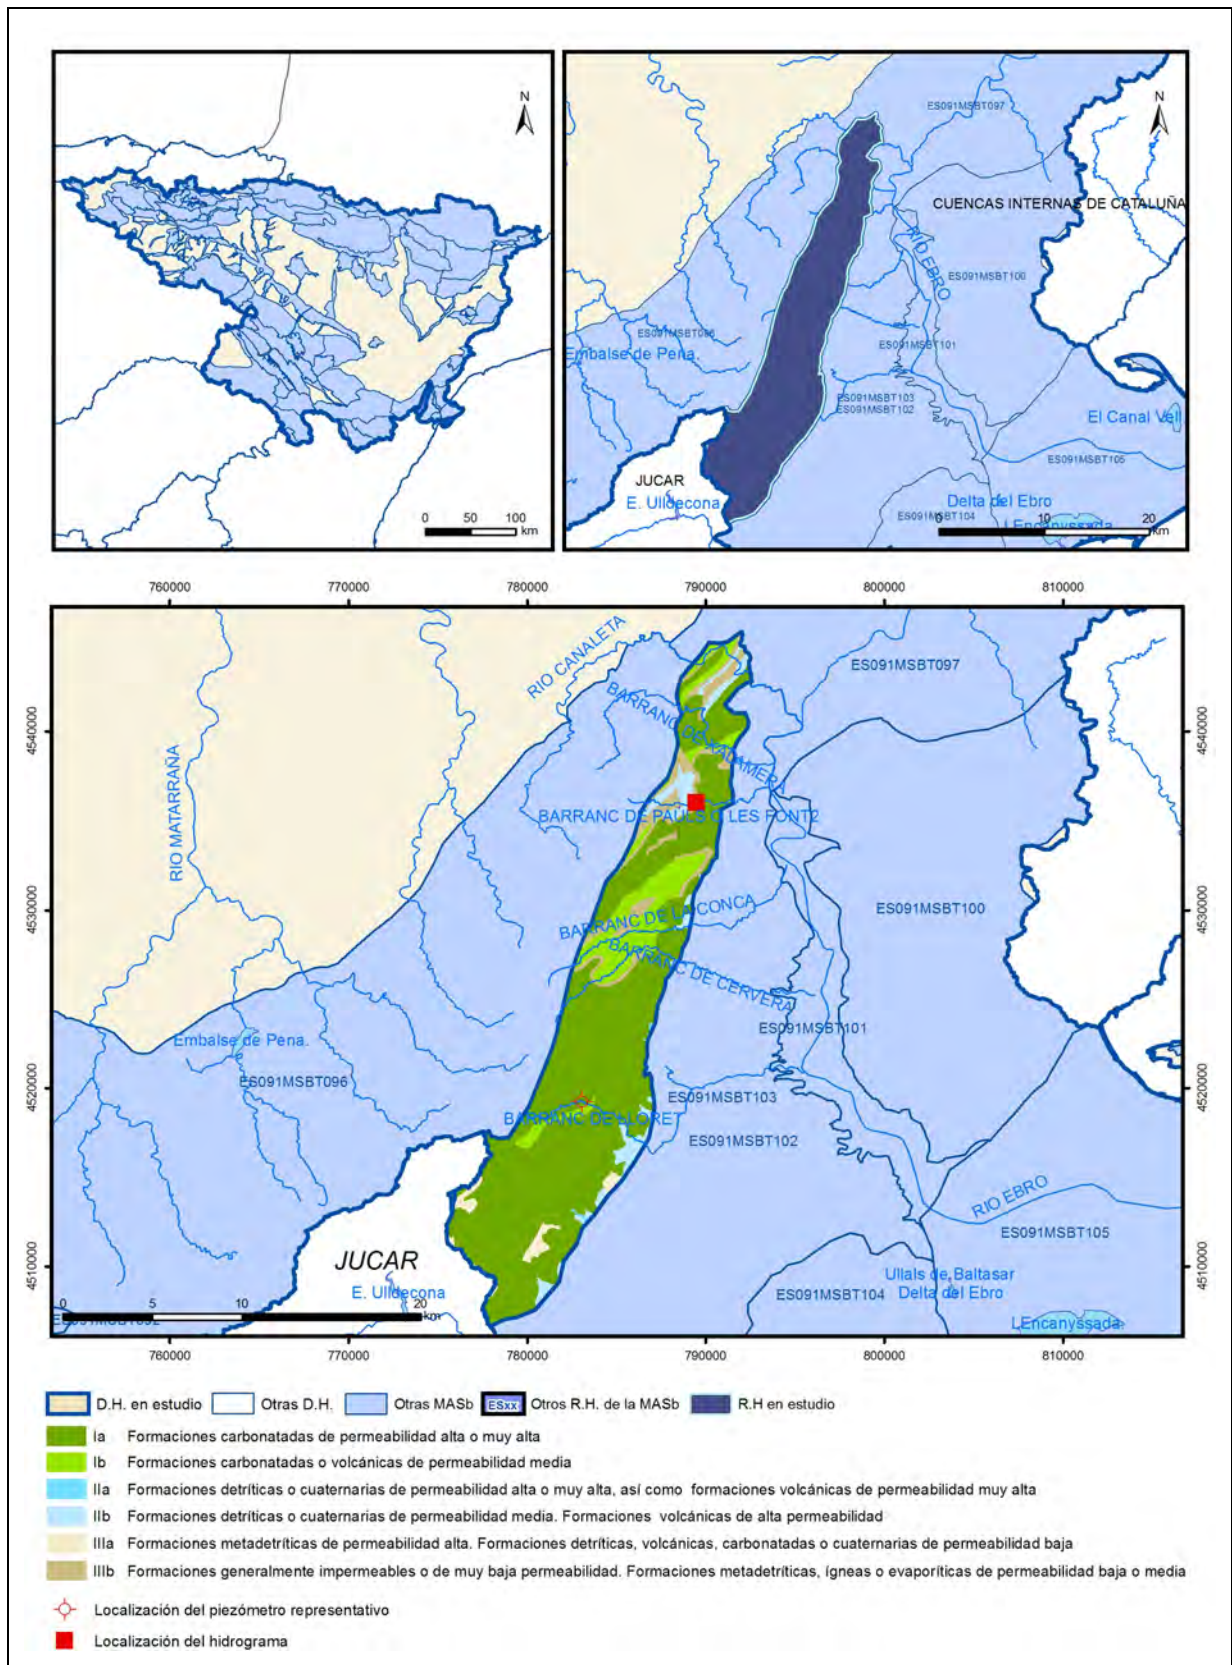 N
0 50 100
km
N
ES091MSBT097
CUENCAS INTERNAS DE CATALUÑA
RIO EBRO
ES091MSBT100
ES091MSBT096
Embalse de Pena.
ES091MSBT101
ES091MSBT103
ES091MSBT102
El Canal Vell
ES091MSBT105
JUCAR
E. Ulldecona
Delta del Ebro
ES091MSBT104
L'Encanyssada
0 10 20
km
760000 770000 780000 790000 800000 810000
4540000
4530000
4520000
4510000
4540000
4530000
4520000
4510000
RIO CAÑALETA
ES091MSBT097
RIO MATARRAÑA
BARRANC DE XALAMERA
BARRANC DE PAULS O LES FONT2
BARRANC DE LA CONCA
ES091MSBT100
BARRANC DE CERVERA
ES091MSBT101
Embalse de Pena.
ES091MSBT096
BARRANC DE LLORET
ES091MSBT103
ES091MSBT102
RIO EBRO
ES091MSBT105
JUCAR
E. Ulldecona
Ullals de Baltasar
Delta del Ebro
ES091MSBT104
L'Encanyssada.
0 5 10 20
km
760000 770000 780000 790000 800000 810000
D.H. en estudio Otras D.H. Otras MASb ESxxx Otros R.H. de la MASb R.H en estudio
Ia Formaciones carbonatadas de permeabilidad alta o muy alta
Ib Formaciones carbonatadas o volcánicas de permeabilidad media
IIa Formaciones detríticas o cuaternarias de permeabilidad alta o muy alta, así como formaciones volcánicas de permeabilidad muy alta
IIb Formaciones detríticas o cuaternarias de permeabilidad media. Formaciones volcánicas de alta permeabilidad
IIIa Formaciones metadetríticas de permeabilidad alta. Formaciones detríticas, volcánicas, carbonatadas o cuaternarias de permeabilidad baja
IIIb Formaciones generalmente impermeables o de muy baja permeabilidad. Formaciones metadetríticas, ígneas o evaporíticas de permeabilidad baja o media
Localización del piezómetro representativo
Localización del hidrograma